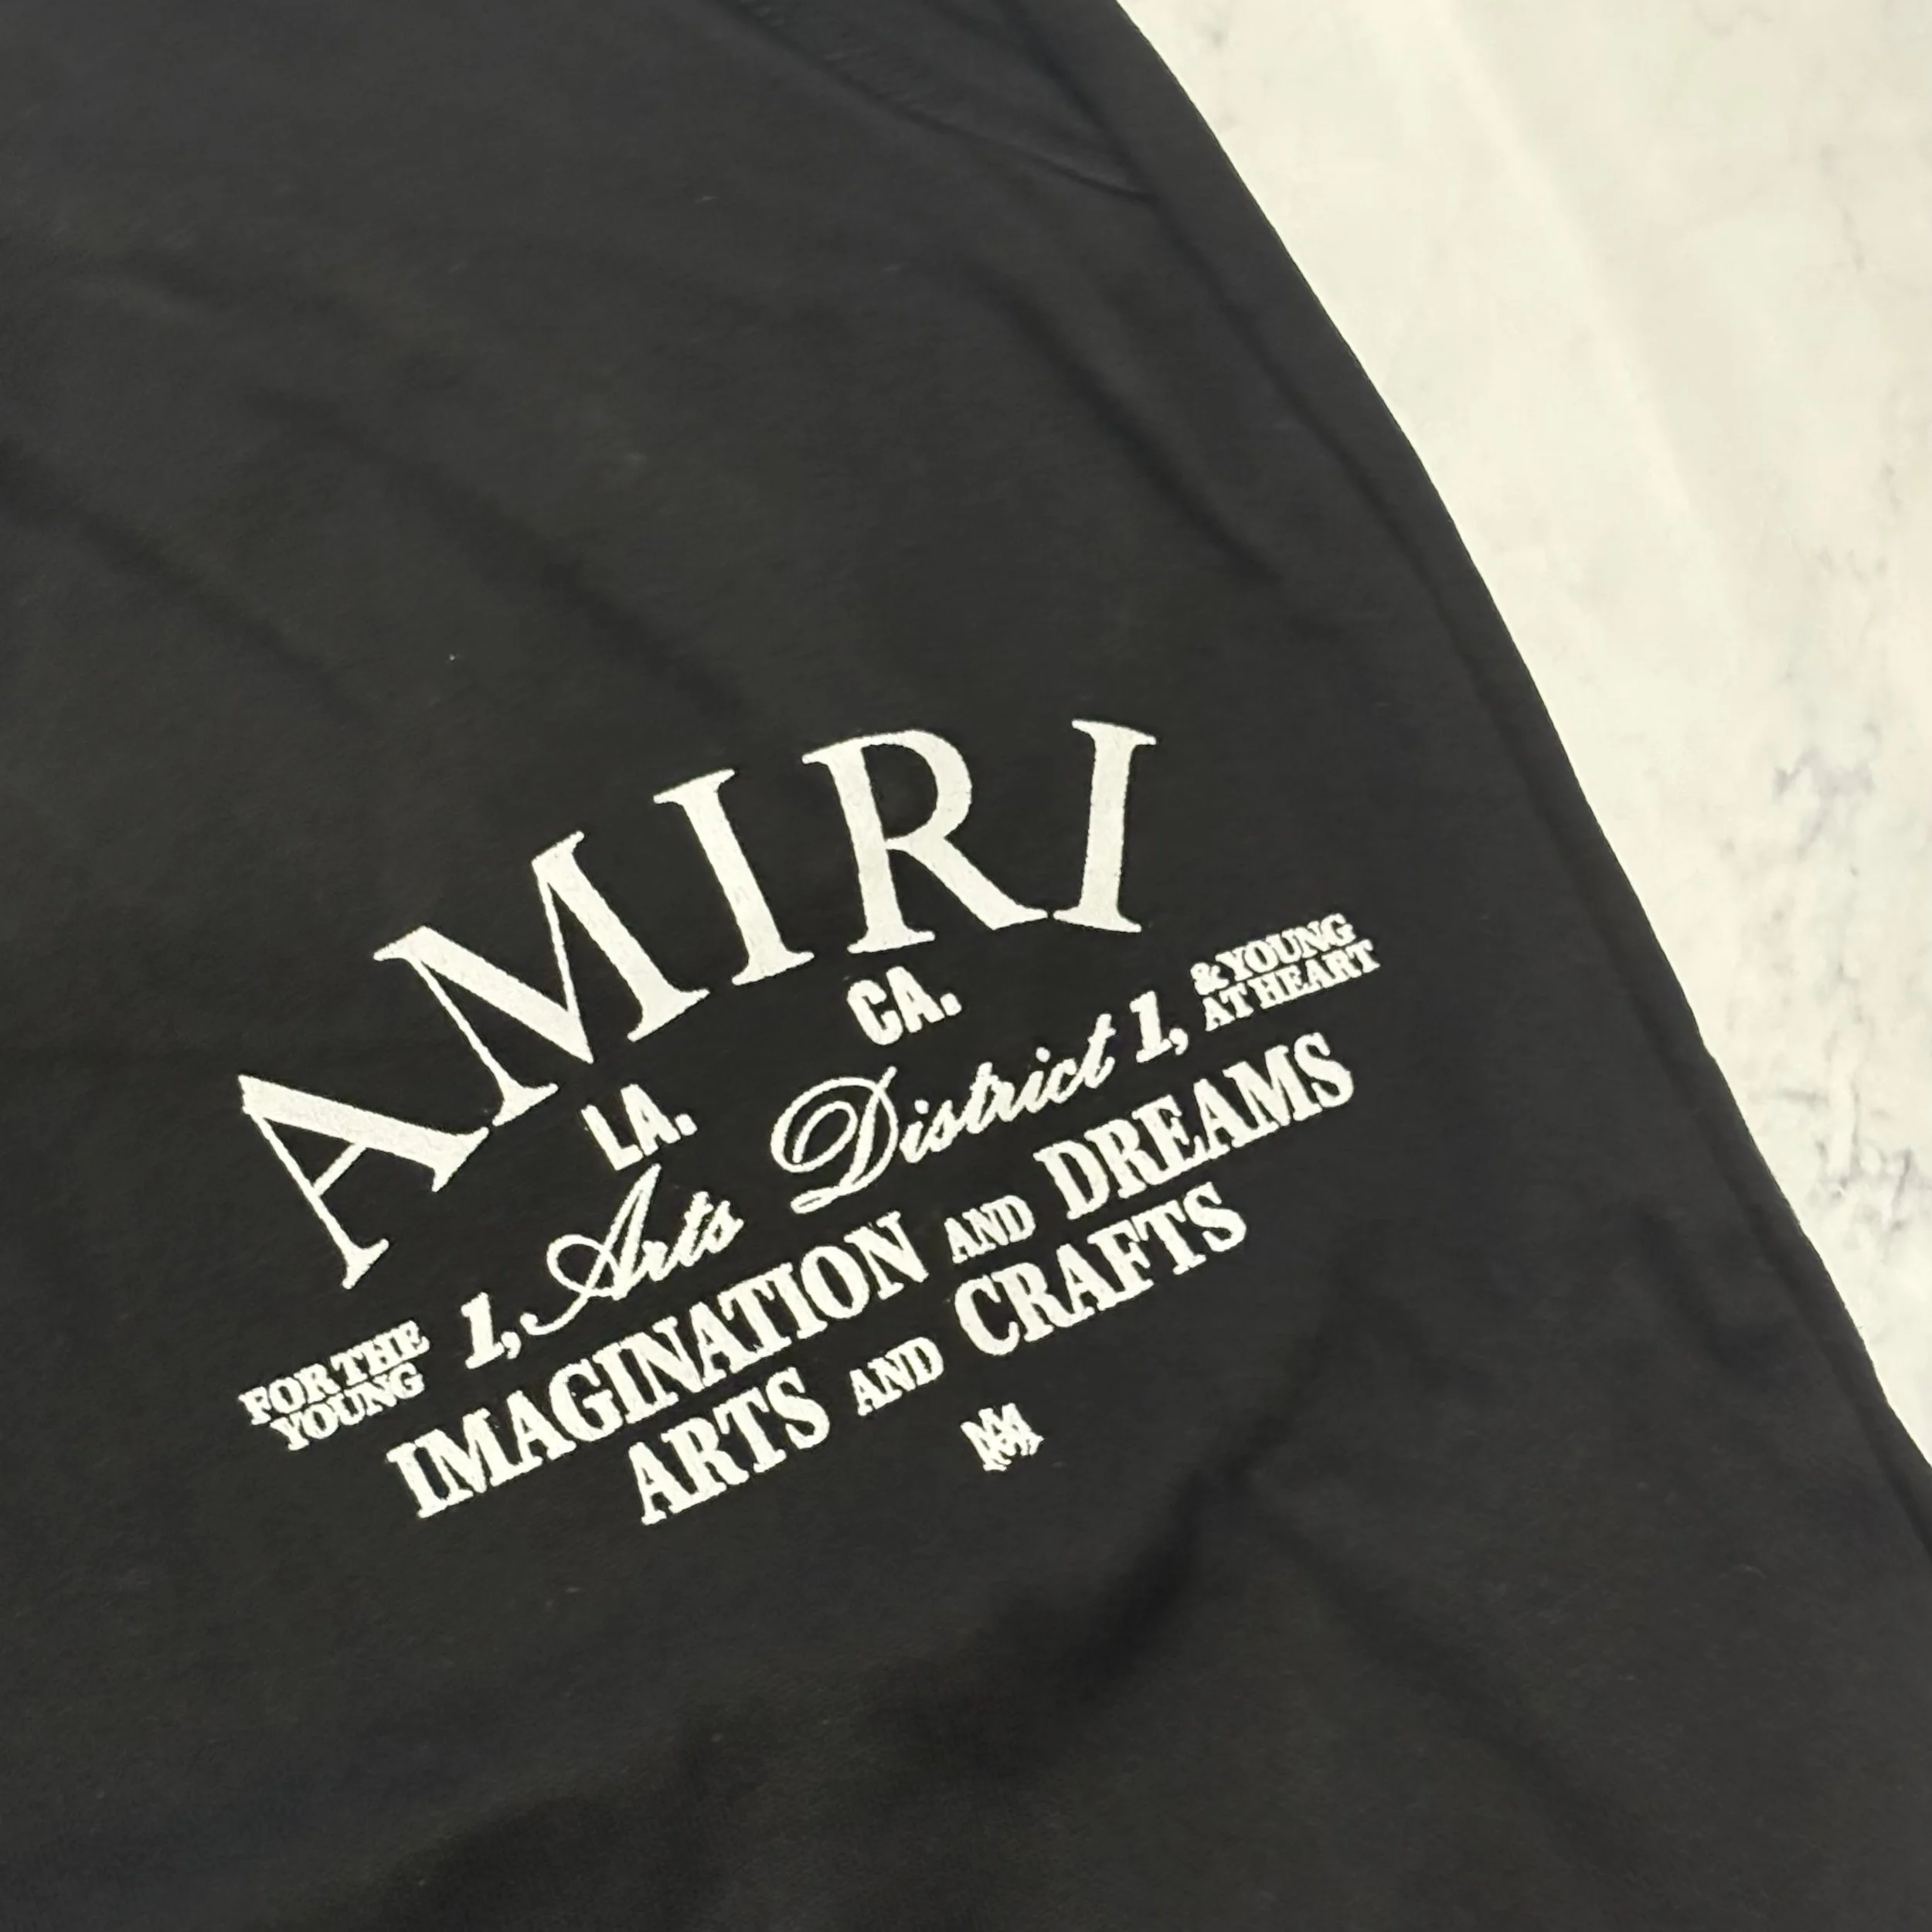 AMIRI
LA. CA.
FOR THE YOUNG 1, Arts District 1, & YOUNG AT HEART
IMAGINATION AND DREAMS
ARTS AND CRAFTS